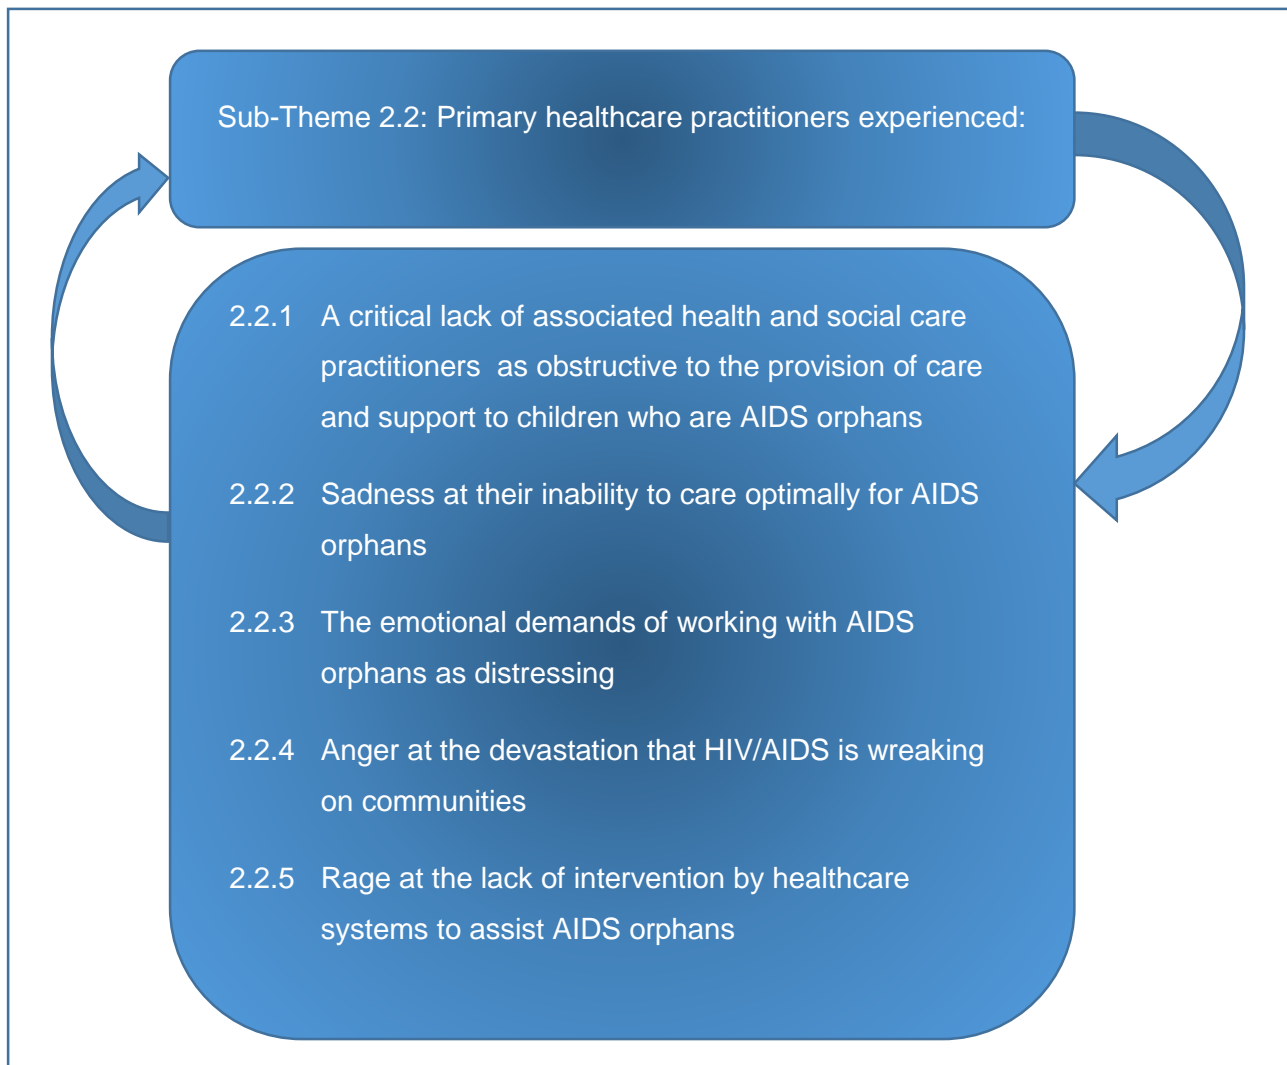 Sub-Theme 2.2: Primary healthcare practitioners experienced:
2.2.1 A critical lack of associated health and social care
practitioners  as obstructive to the provision of care
and support to children who are AIDS orphans
2.2.2 Sadness at their inability to care optimally for AIDS
orphans
2.2.3 The emotional demands of working with AIDS
orphans as distressing
2.2.4 Anger at the devastation that HIV/AIDS is wreaking
on communities
2.2.5 Rage at the lack of intervention by healthcare
systems to assist AIDS orphans